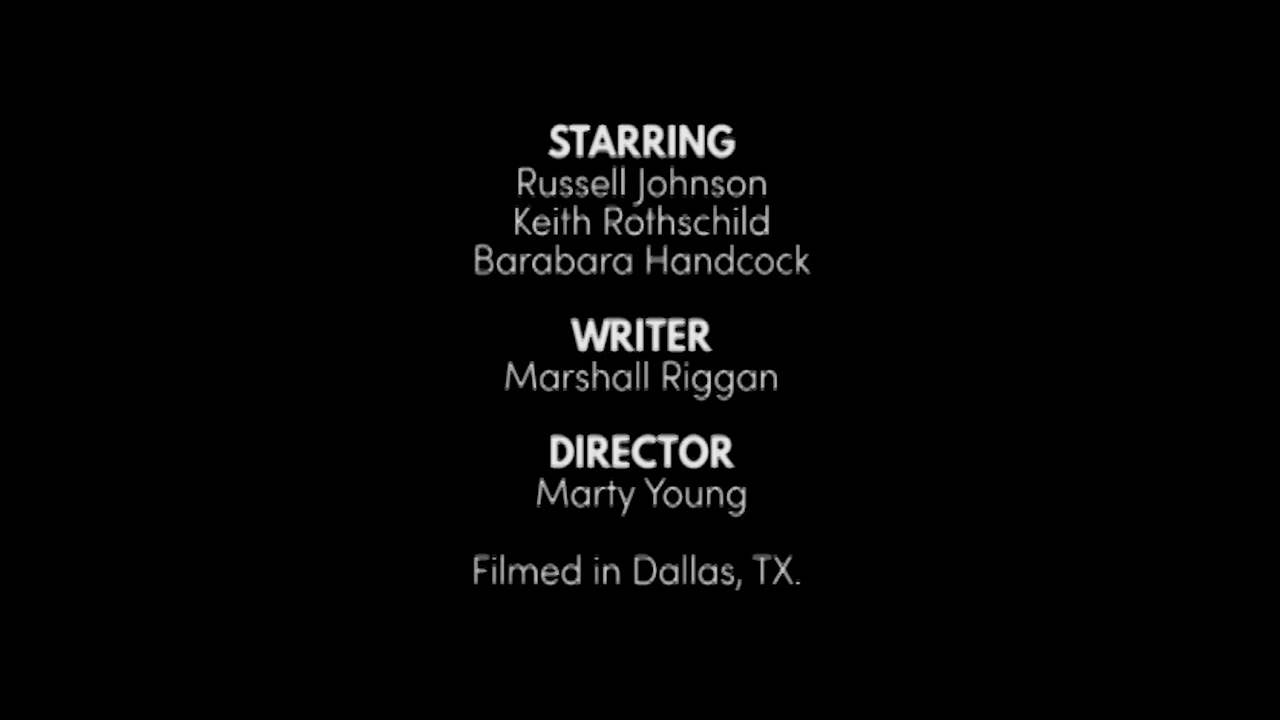 STARRING
Russell Johnson
Keith Rothschild
Barabara Handcock
WRITER
Marshall Riggan
DIRECTOR
Marty Young
Filmed in Dallas, TX.